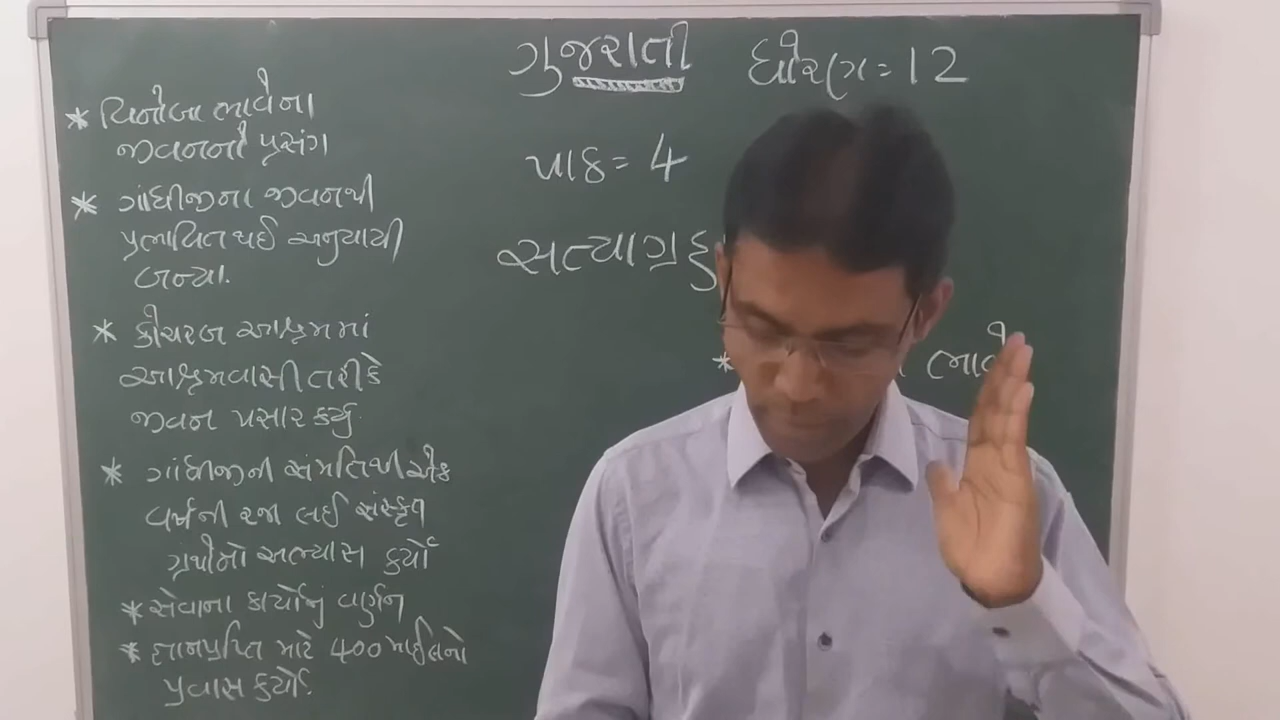 ગુજરાતી ધોરણ = 12
પાઠ = 4
સત્યાગ્રહ
* ભાવે
* વિનોબા ભાવેના
જીવનનો પ્રસંગ
* ગાંધીજીના જીવનથી
પ્રભાવિત થઈ અનુયાયી
બન્યા.
* કોચરબ આશ્રમમાં
આશ્રમવાસી તરીકે
જીવન પસાર કર્યુ.
* ગાંધીજીની સંમતિથી એક
વર્ષની રજા લઈ સંસ્કૃત
ગ્રંથોનો અભ્યાસ કર્યો
* સેવાના કાર્યોનું વર્ણન
* જ્ઞાનપ્રાપ્તિ માટે 400 માઈલનો
પ્રવાસ કર્યો.